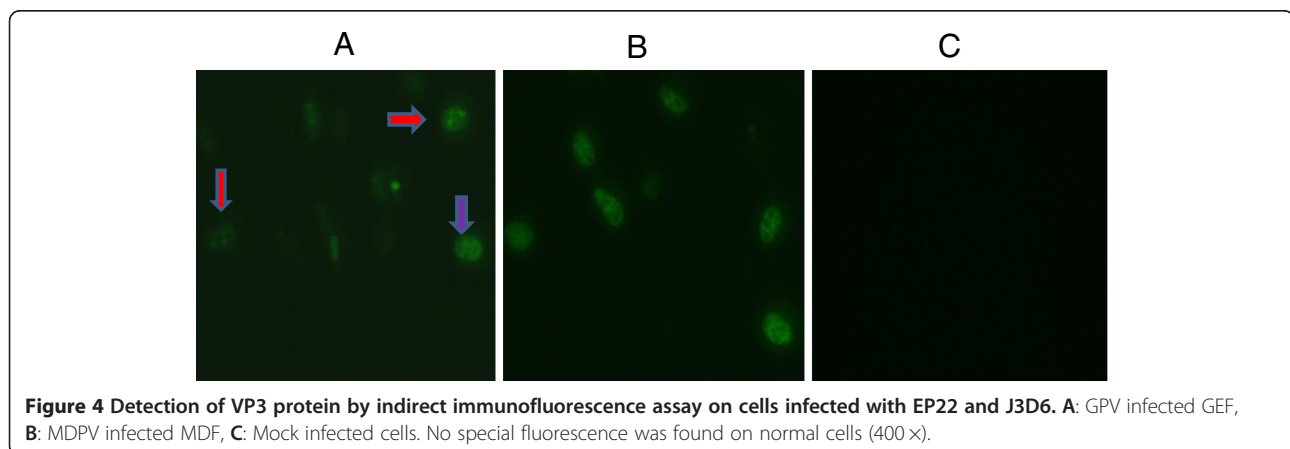 A B C
Figure 4 Detection of VP3 protein by indirect immunofluorescence assay on cells infected with EP22 and J3D6. A: GPV infected GEF,
B: MDPV infected MDF, C: Mock infected cells. No special fluorescence was found on normal cells (400 ×).